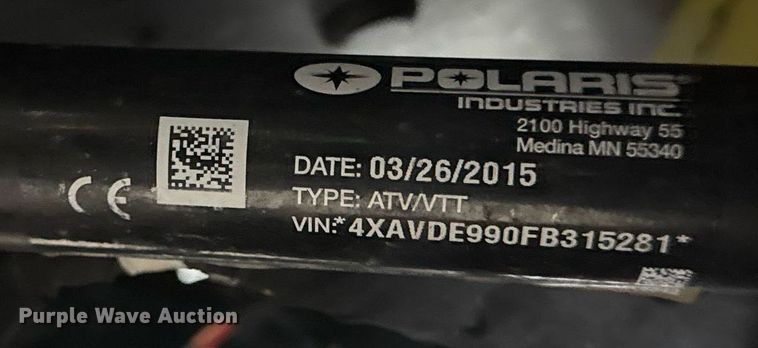 POLARIS
INDUSTRIES INC.
2100 Highway 55
Medina MN 55340
DATE: 03/26/2015
TYPE: ATV/VTT
CE
VIN:*4XAVDE990FB315281*
Purple Wave Auction